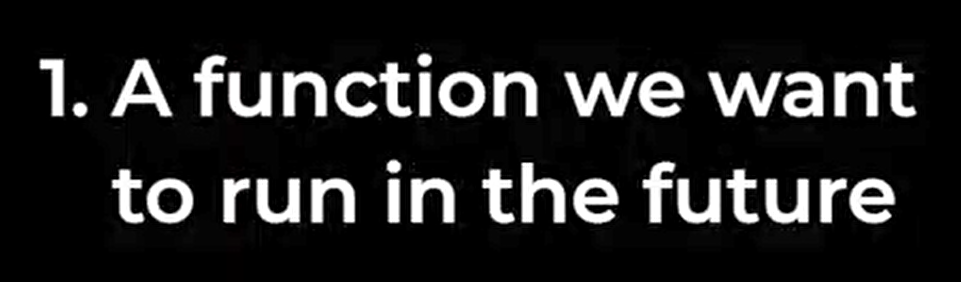 1. A function we want
to run in the future